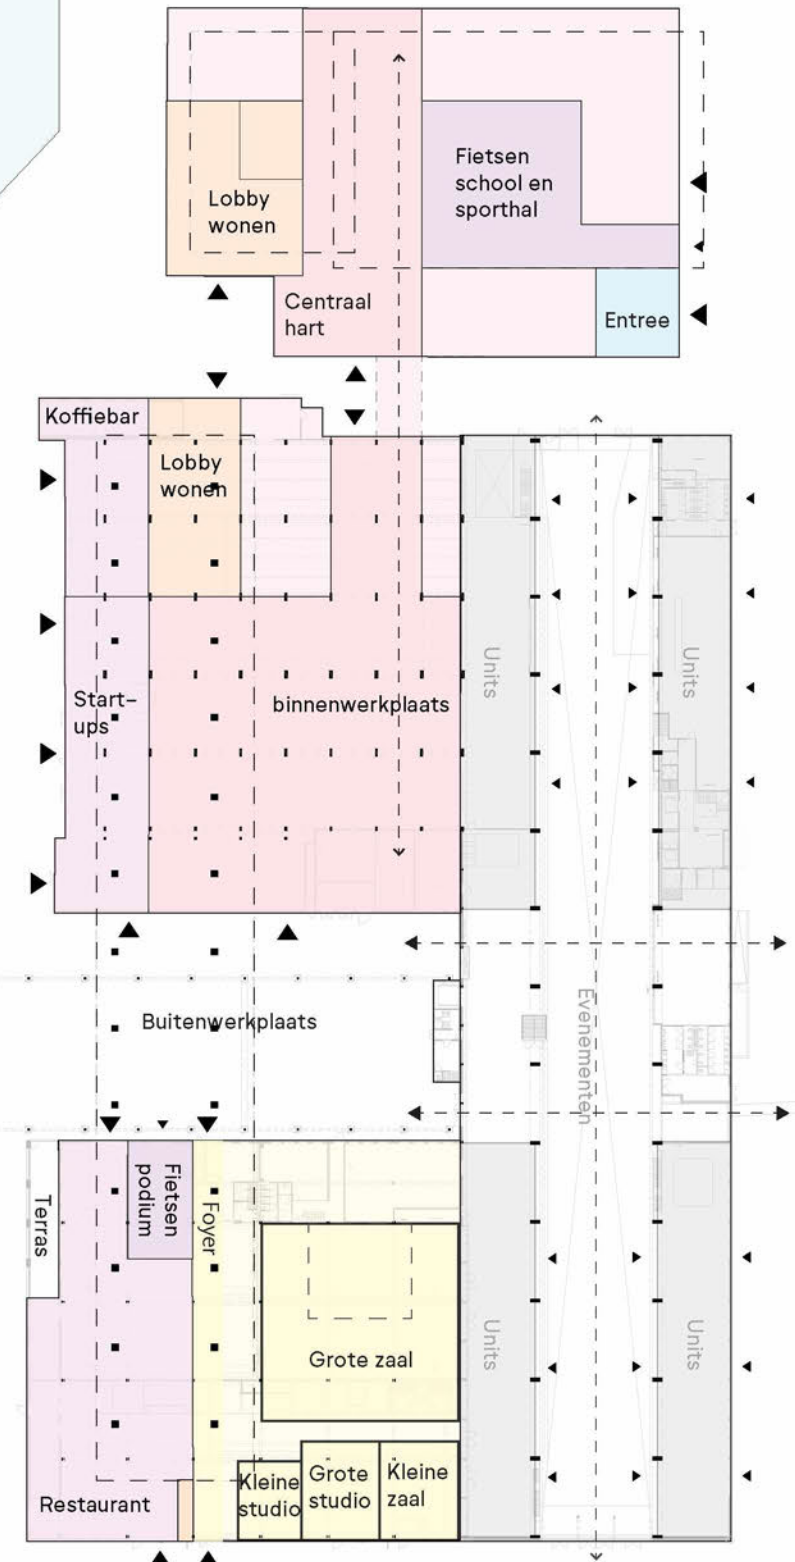 Fietsen
school en
sporthal
Lobby
wonen
Centraal
hart
Entree
Koffiebar
Lobby
wonen
Units
Units
Start-
ups
binnenwerkplaats
Evenementen
Buitenwerkplaats
Terras
Fietsen
podium
Foyer
Grote zaal
Units
Units
Kleine
studio
Grote
studio
Kleine
zaal
Restaurant